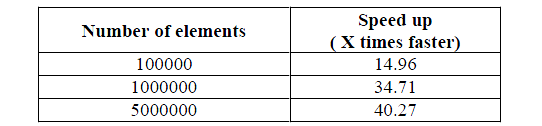 Number of elements Speed up
( X times faster)
100000 14.96
1000000 34.71
5000000 40.27